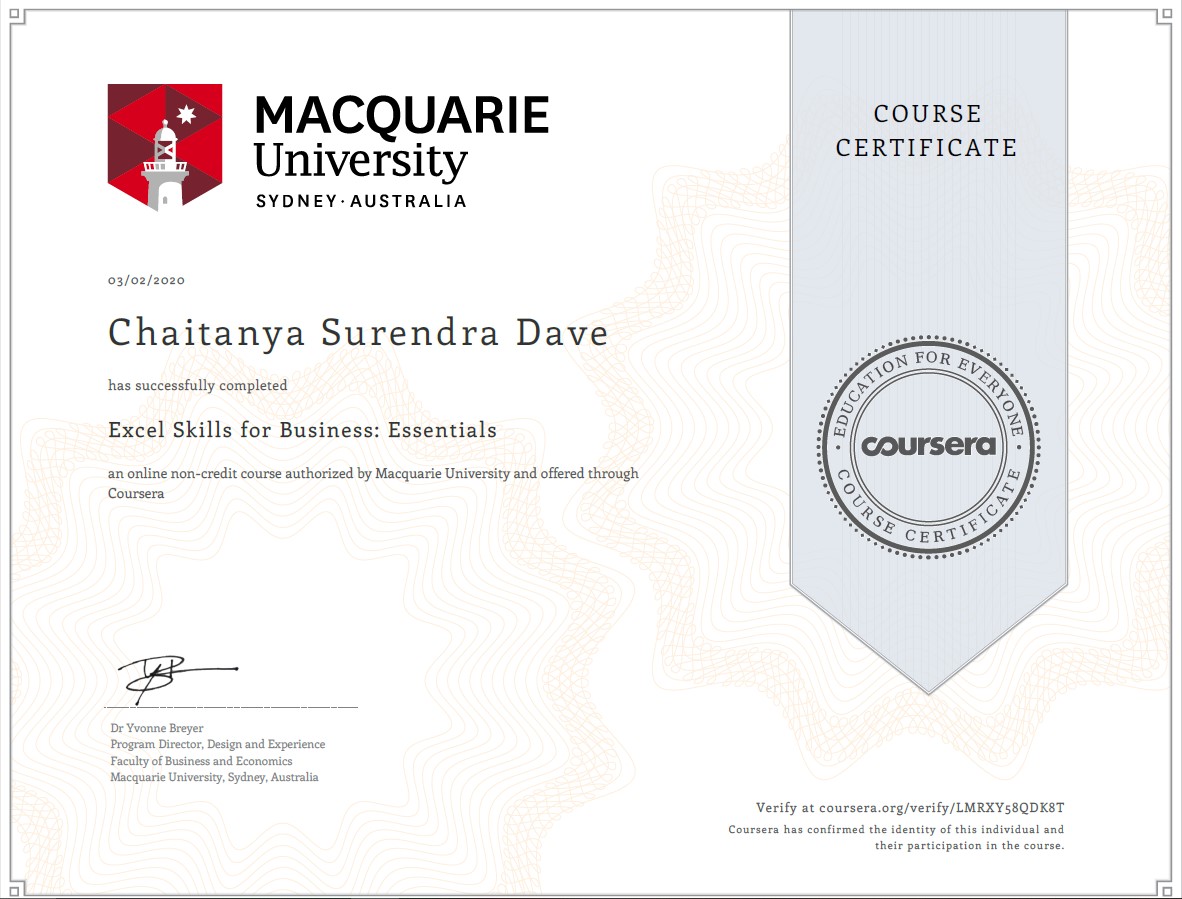 MACQUARIE
University
SYDNEY·AUSTRALIA
COURSE
CERTIFICATE
03/02/2020
Chaitanya Surendra Dave
has successfully completed
Excel Skills for Business: Essentials
an online non-credit course authorized by Macquarie University and offered through
Coursera
EDUCATION FOR EVERYONE
coursera
COURSE CERTIFICATE
Dr Yvonne Breyer
Program Director, Design and Experience
Faculty of Business and Economics
Macquarie University, Sydney, Australia
Verify at coursera.org/verify/LMRXY58QDK8T
Coursera has confirmed the identity of this individual and
their participation in the course.